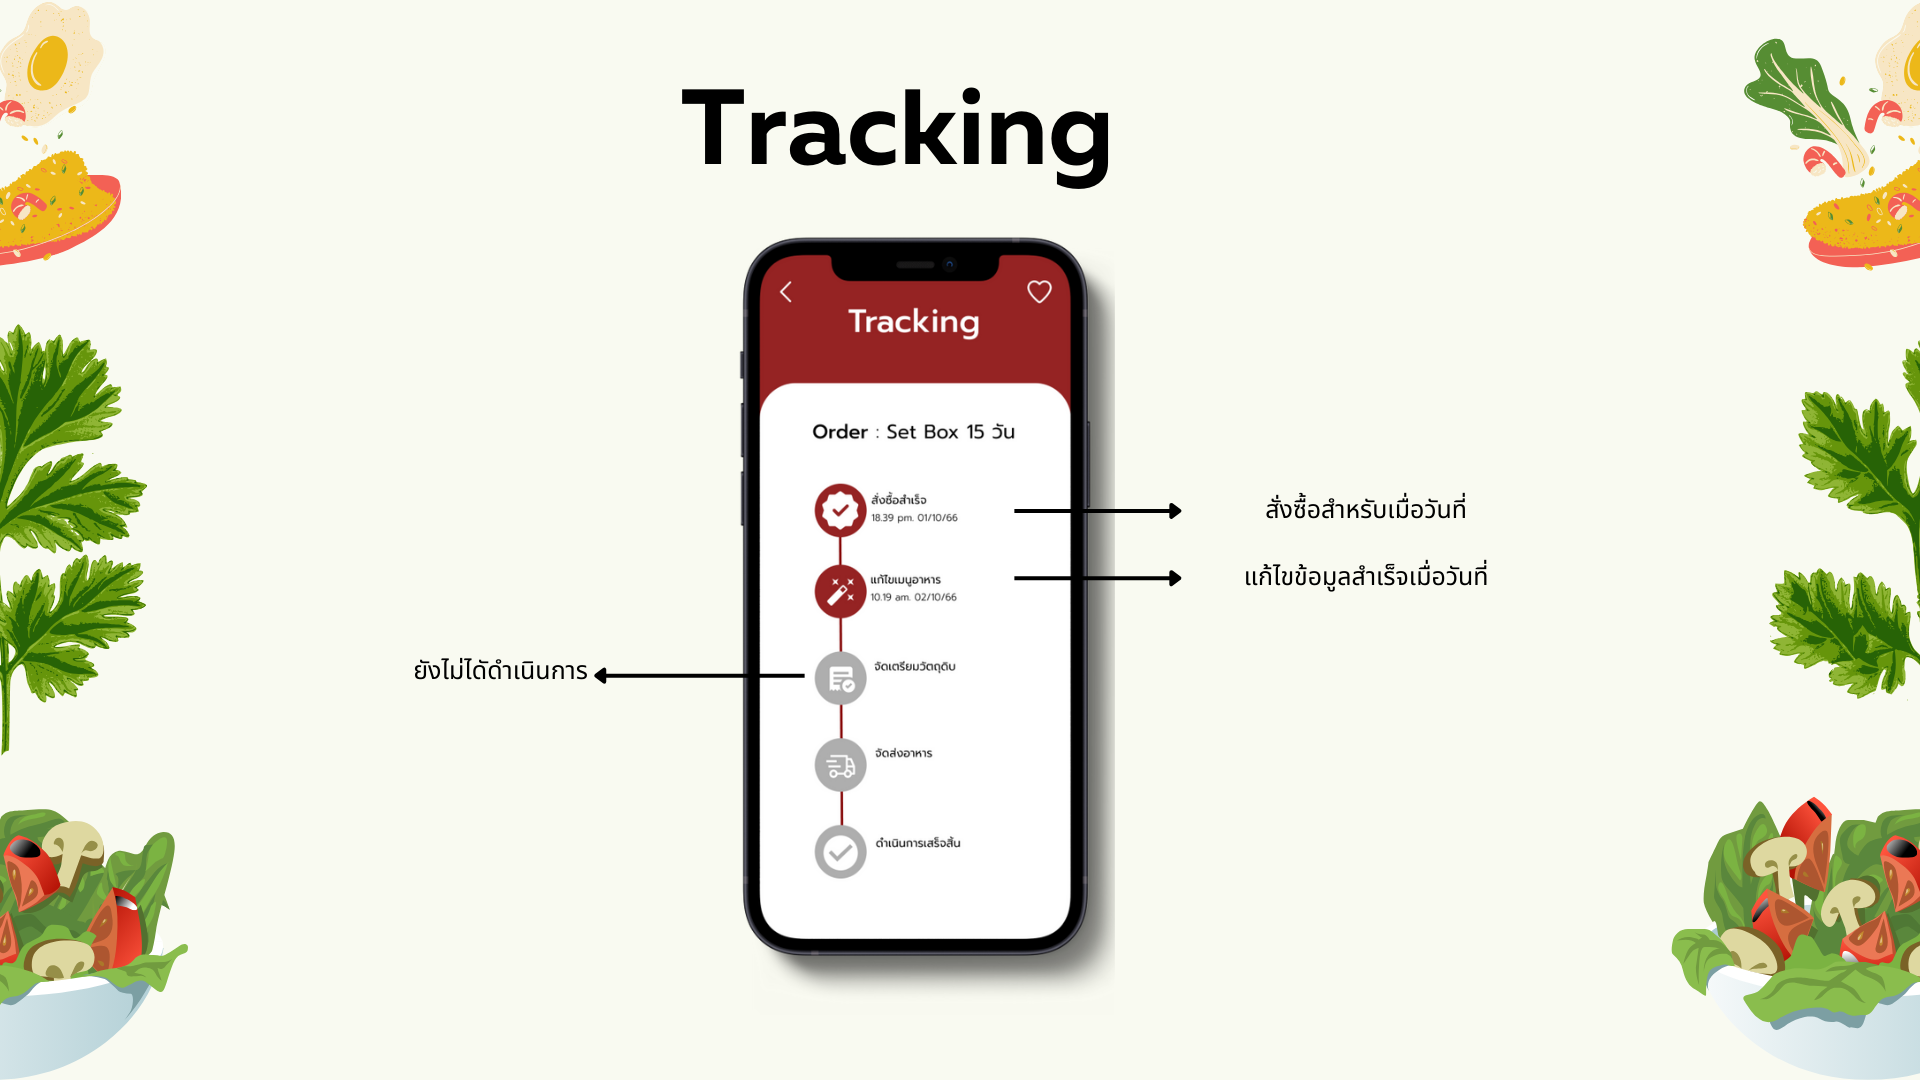 Tracking
Tracking
Order : Set Box 15 วัน
สั่งซื้อสำเร็จ
18.39 pm. 01/10/66
สั่งซื้อสำหรับเมื่อวันที่
แก้ไขเมนูอาหาร
10.19 am. 02/10/66
แก้ไขข้อมูลสำเร็จเมื่อวันที่
ยังไม่ได้ดำเนินการ
จัดเตรียมวัตถุดิบ
จัดส่งอาหาร
ดำเนินการเสร็จสิ้น